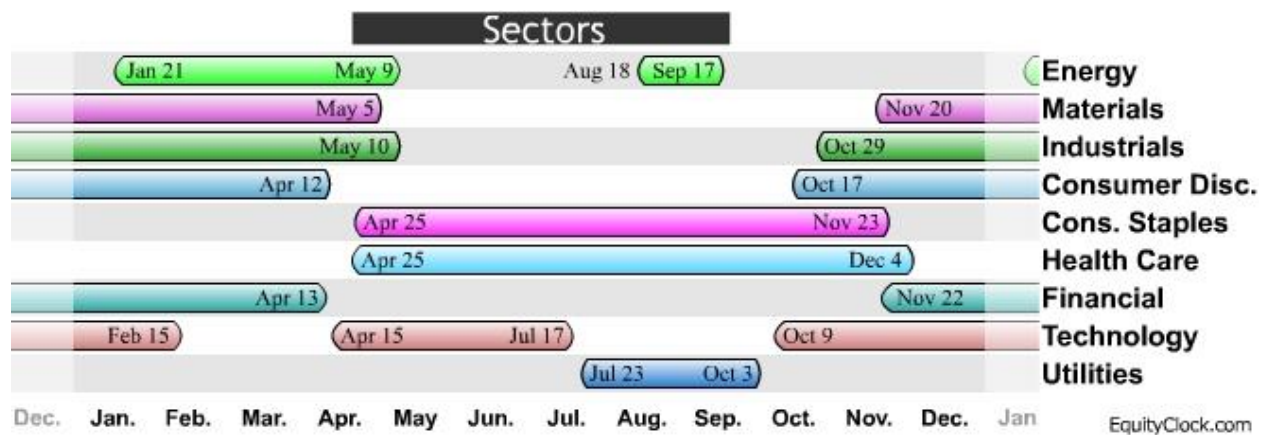 Sectors
Jan 21 May 9 Aug 18 Sep 17 Energy
May 5 Nov 20 Materials
May 10 Oct 29 Industrials
Apr 12 Oct 17 Consumer Disc.
Apr 25 Nov 23 Cons. Staples
Apr 25 Dec 4 Health Care
Apr 13 Nov 22 Financial
Feb 15 Apr 15 Jul 17 Oct 9 Technology
Jul 23 Oct 3 Utilities
Dec. Jan. Feb. Mar. Apr. May Jun. Jul. Aug. Sep. Oct. Nov. Dec. Jan
EquityClock.com